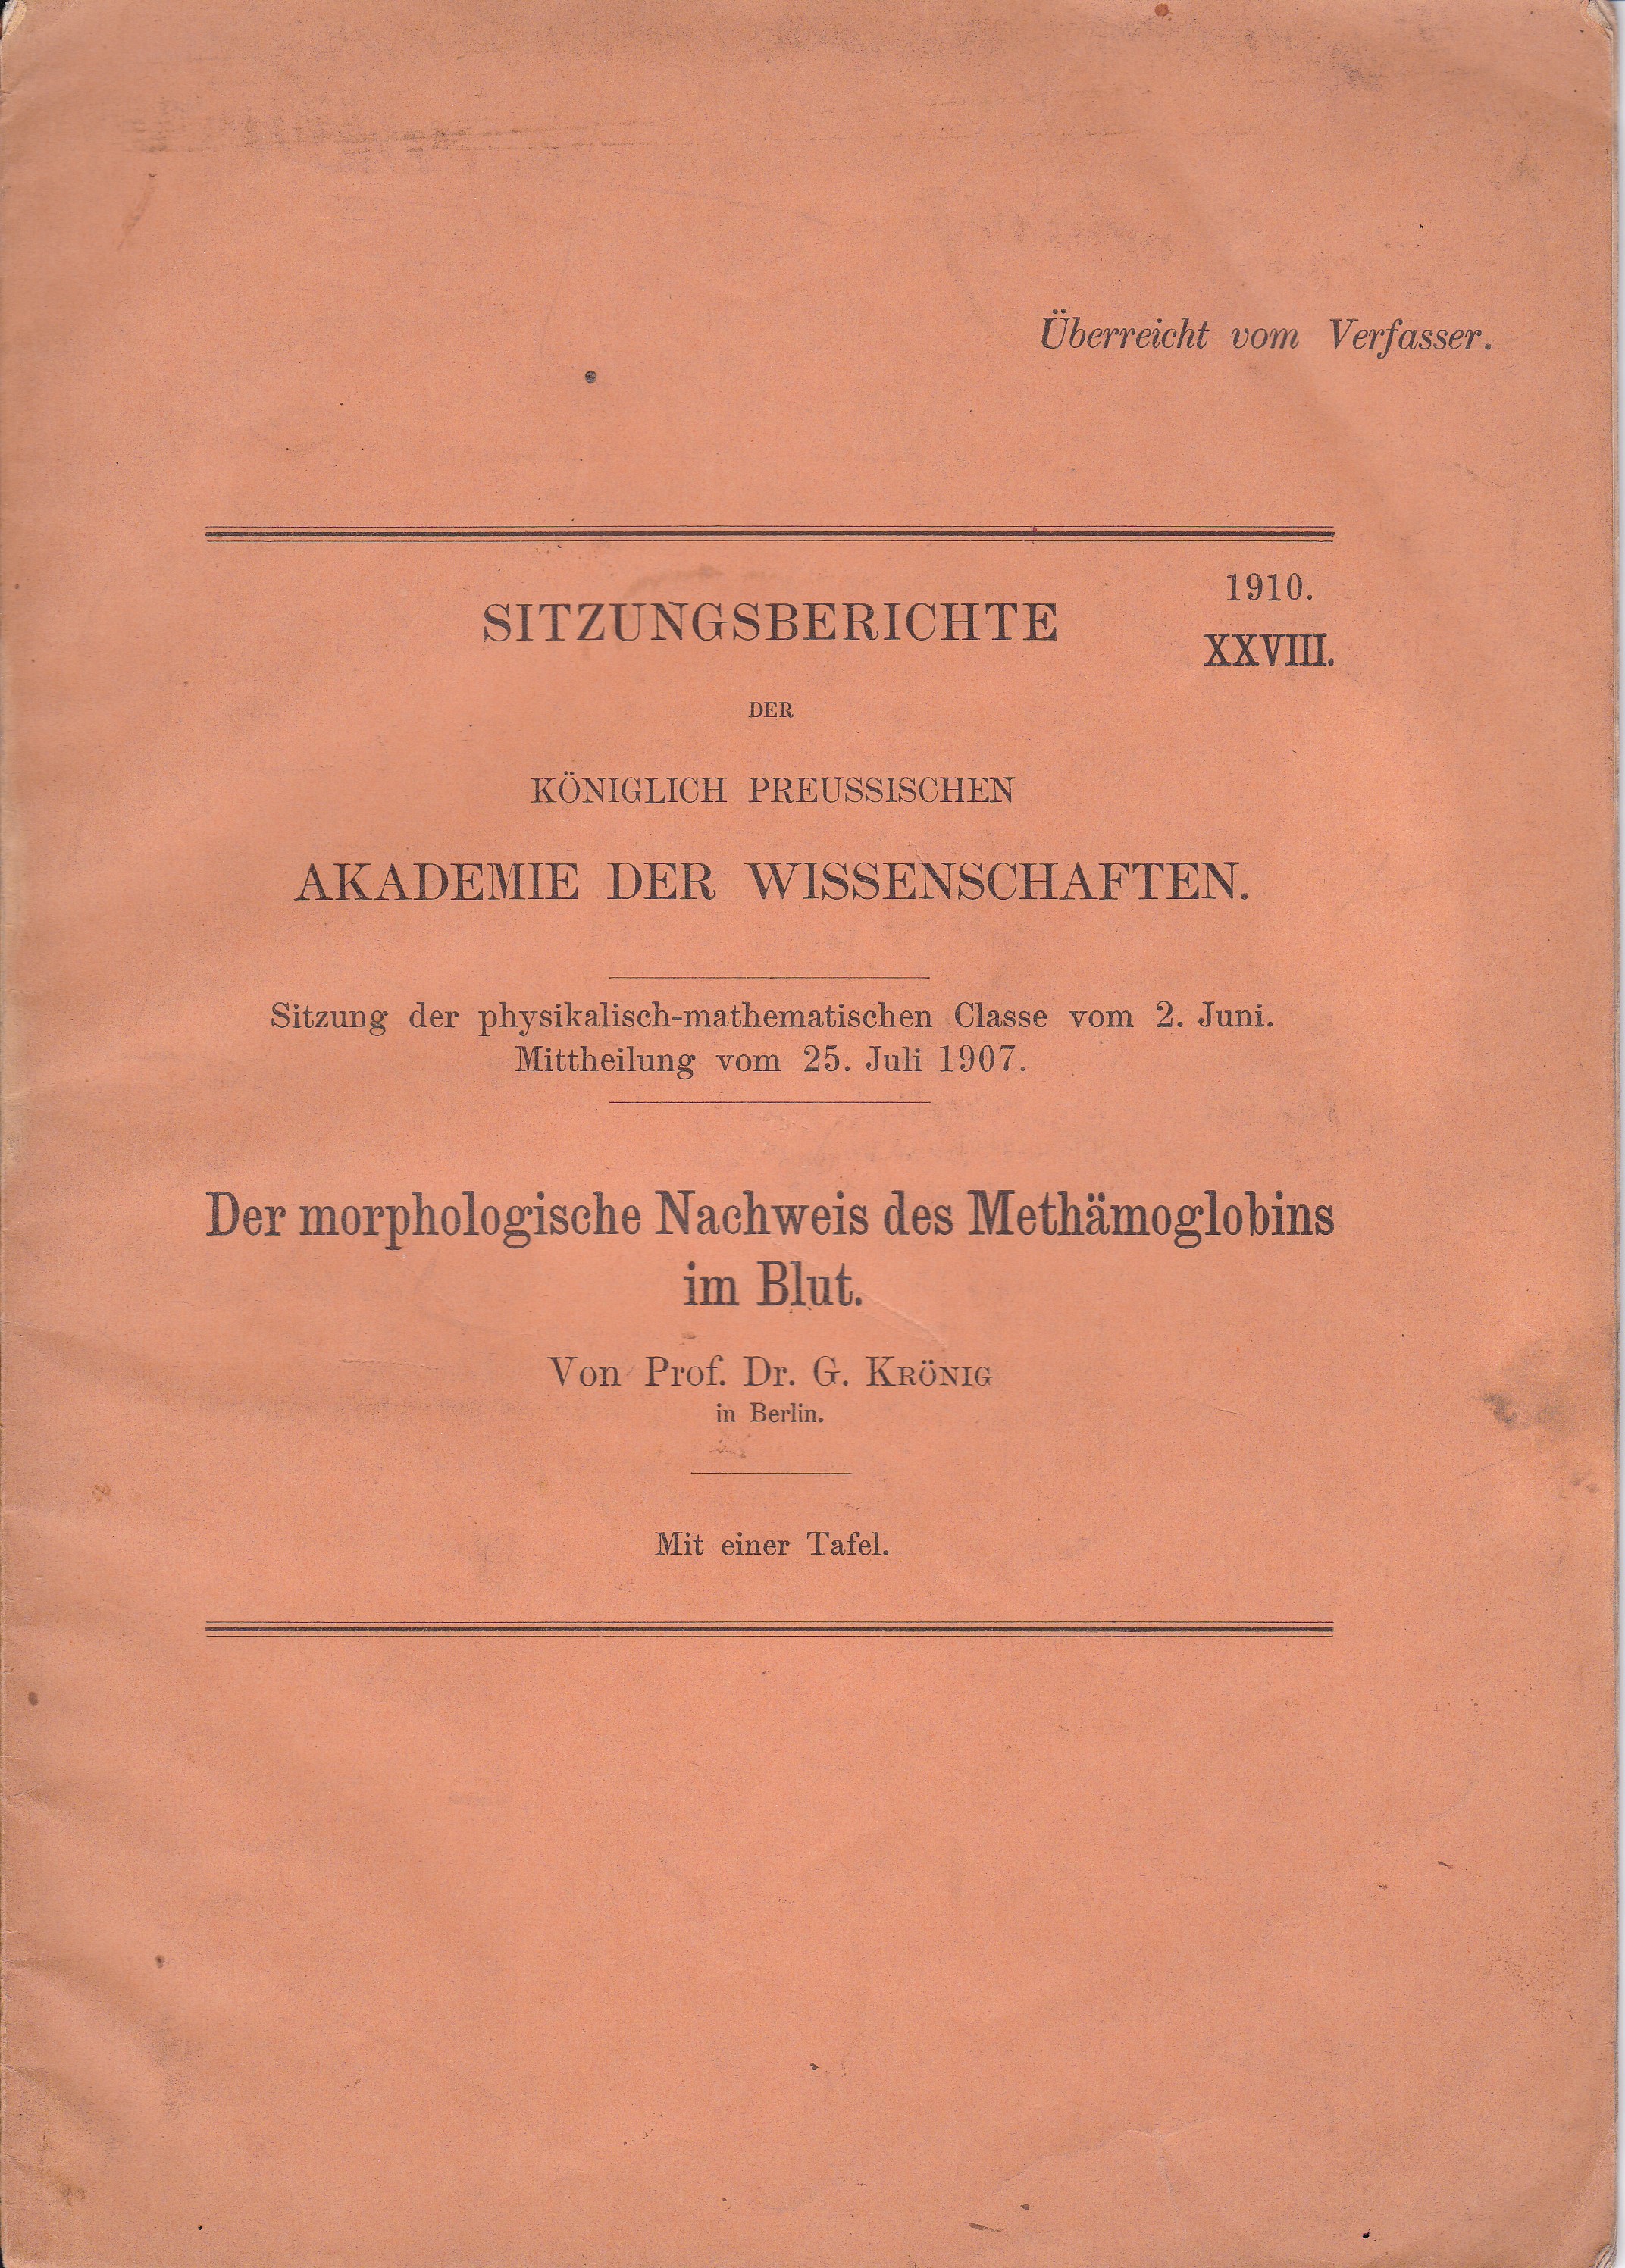 Überreicht vom Verfasser.
1910.
SITZUNGSBERICHTE
XXVIII.
DER
KÖNIGLICH PREUSSISCHEN
AKADEMIE DER WISSENSCHAFTEN.
Sitzung der physikalisch-mathematischen Classe vom 2. Juni.
Mittheilung vom 25. Juli 1907.
Der morphologische Nachweis des Methämoglobins
im Blut.
Von Prof. Dr. G. KRÖNIG
in Berlin.
Mit einer Tafel.